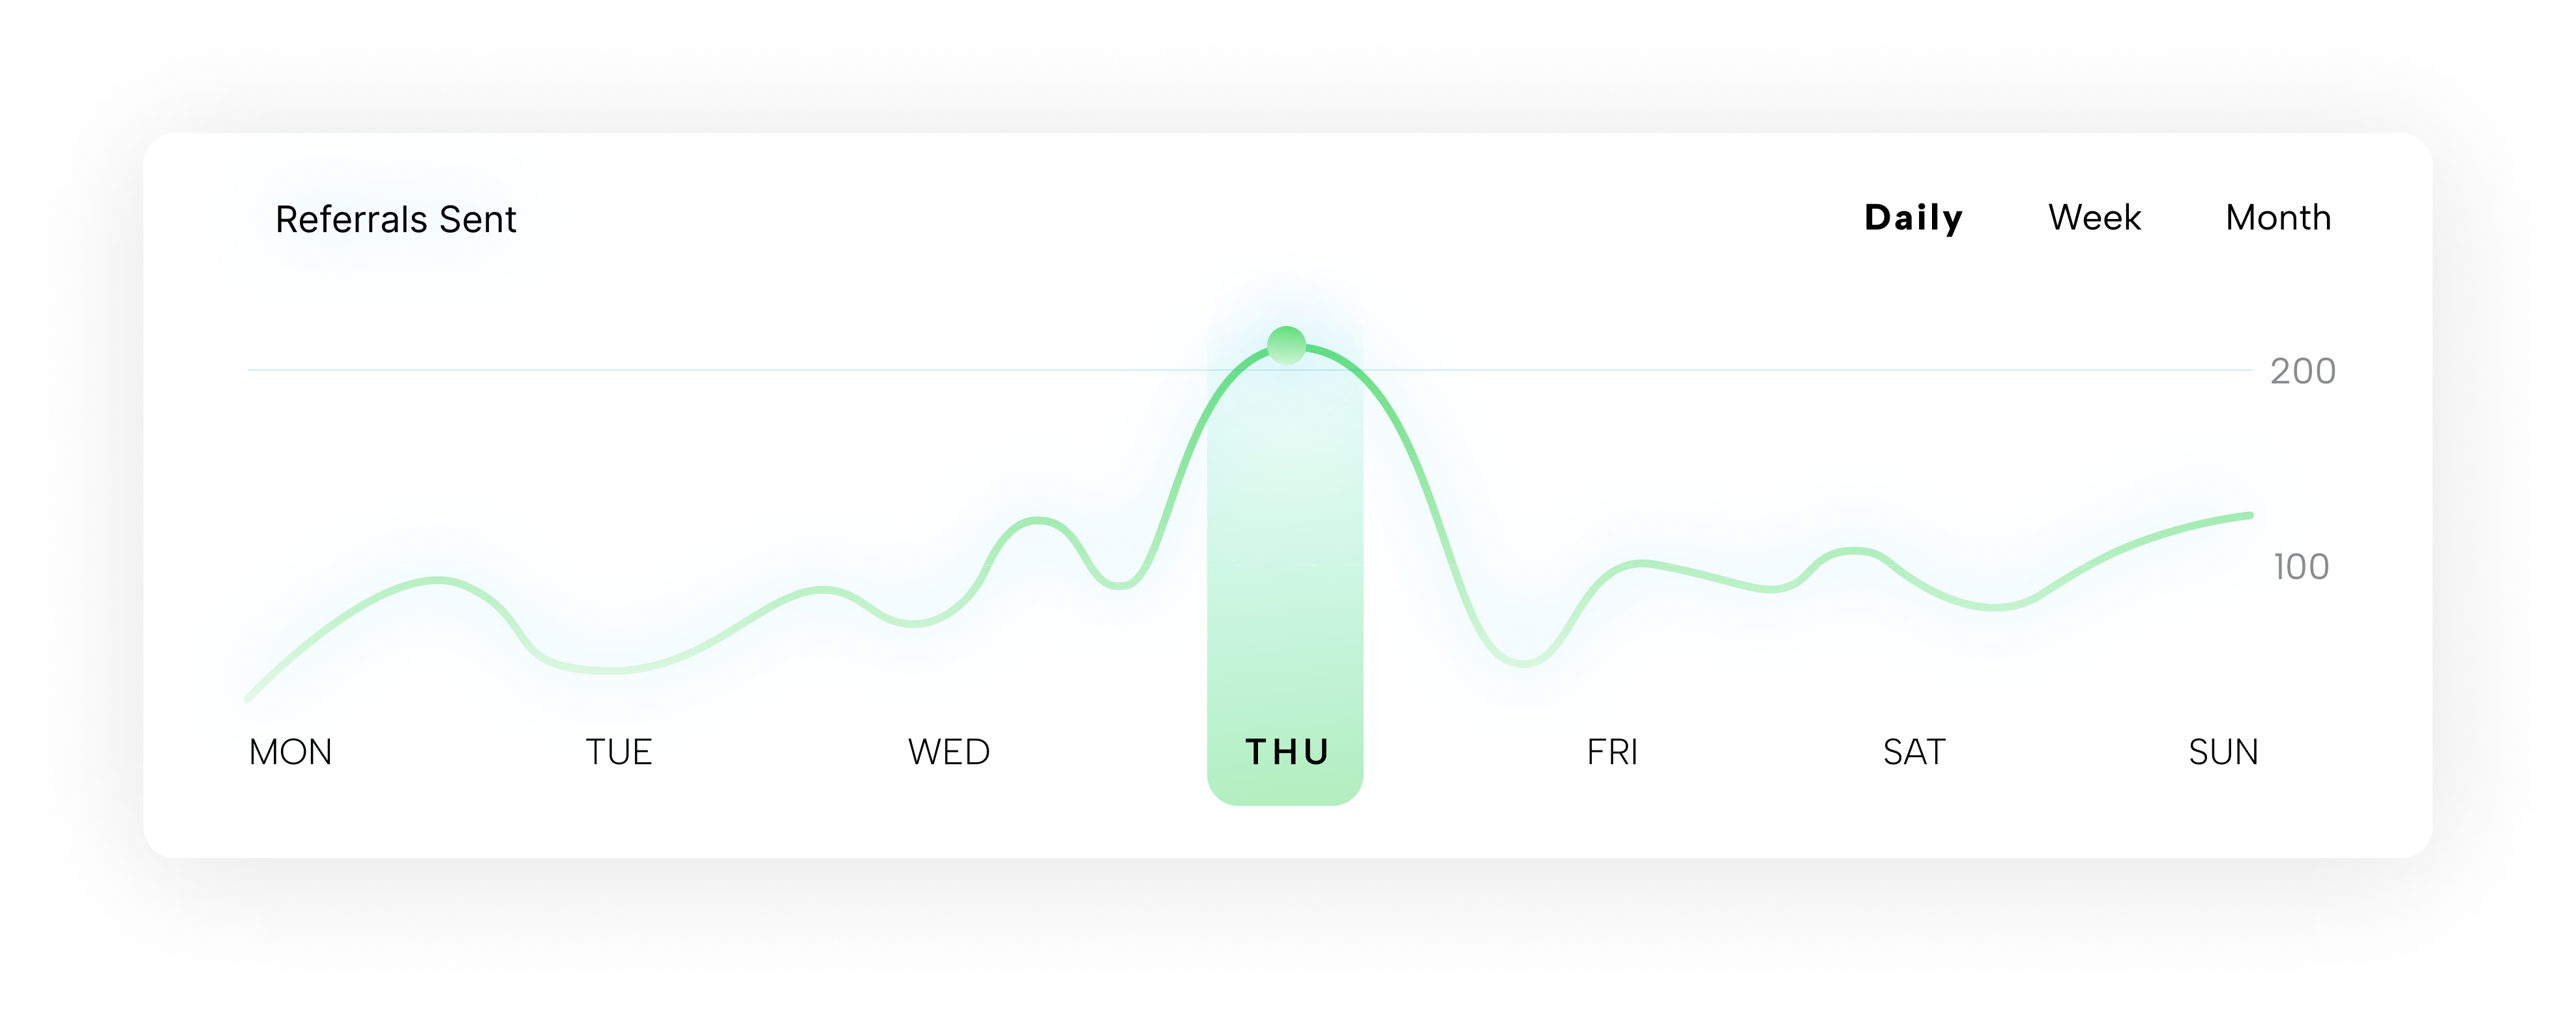 Referrals Sent
Daily Week Month
200
100
MON TUE WED THU FRI SAT SUN